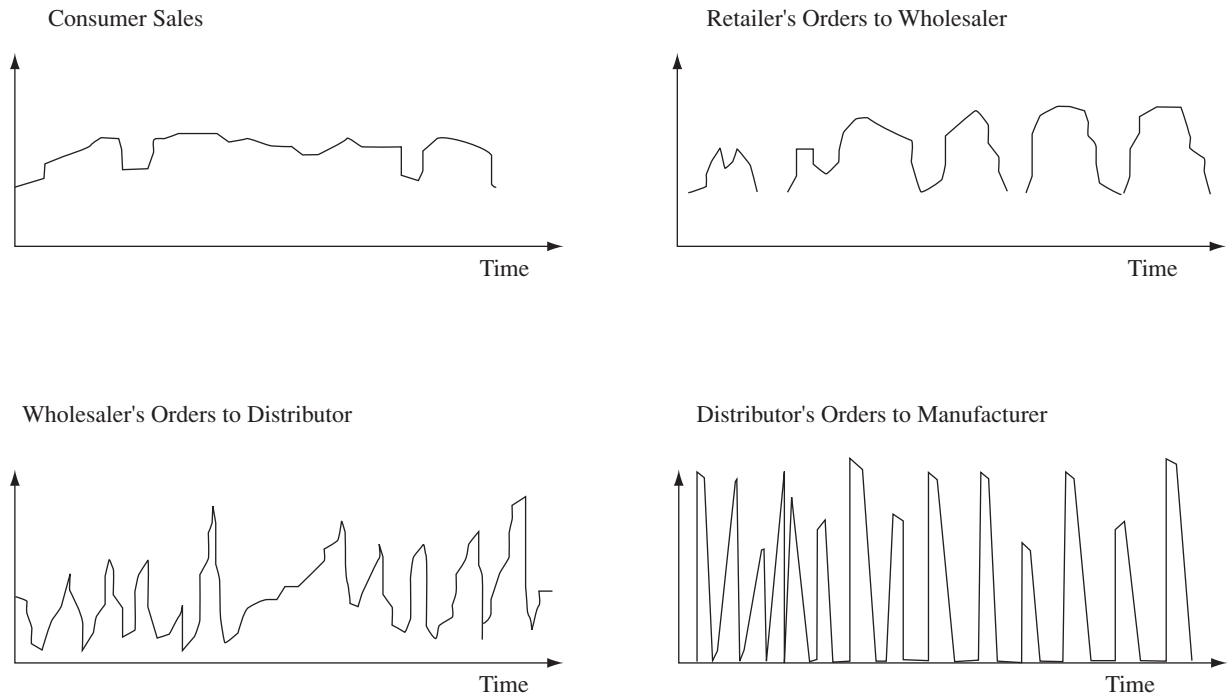 Consumer Sales
Retailer's Orders to Wholesaler
Time
Time
Wholesaler's Orders to Distributor
Distributor's Orders to Manufacturer
Time
Time